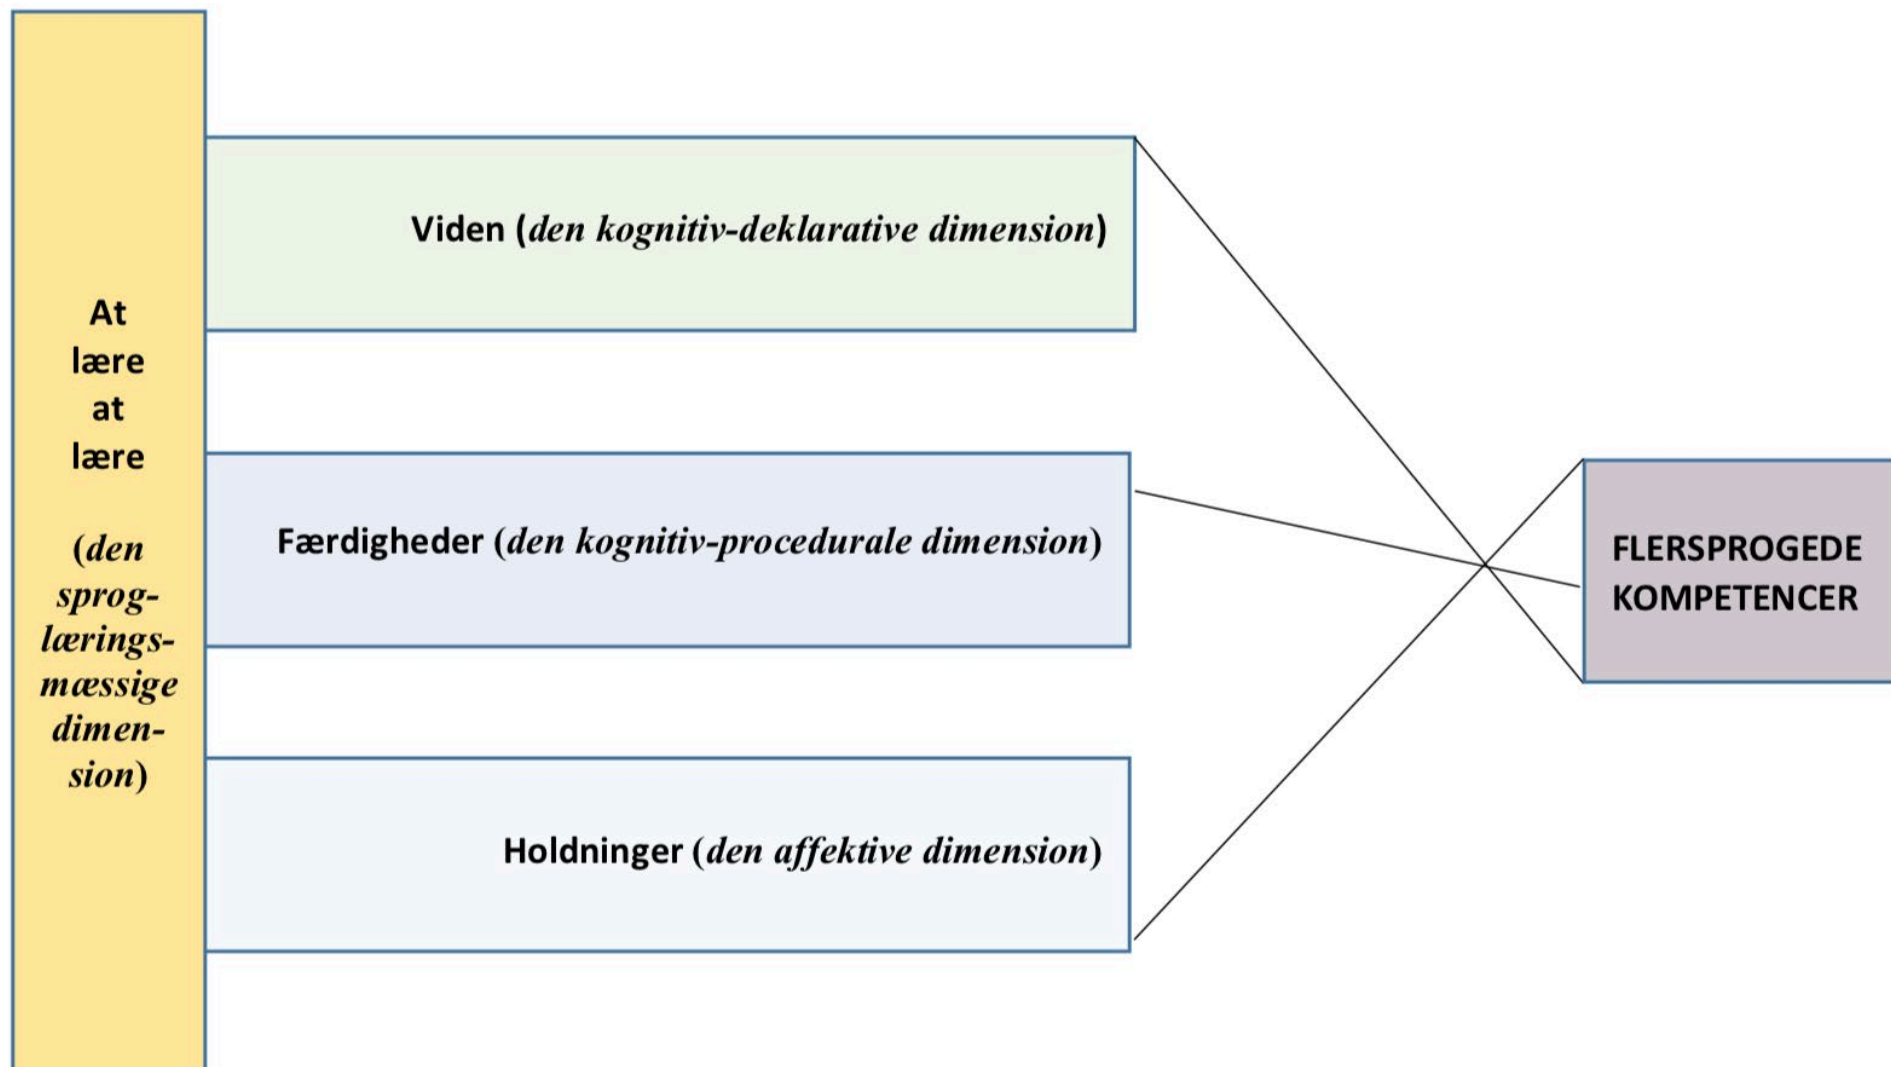 At
lære
at
lære
(den
sprog-
lærings-
mæssige
dimen-
sion)
Viden (den kognitiv-deklarative dimension)
Færdigheder (den kognitiv-procedurale dimension)
Holdninger (den affektive dimension)
FLERSPROGEDE
KOMPETENCER